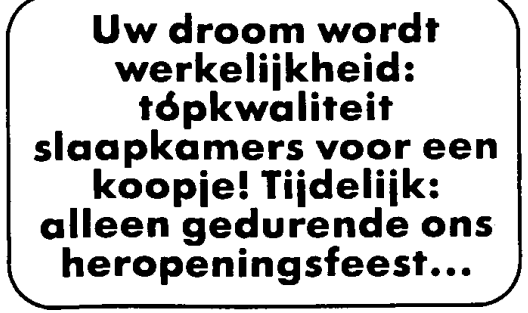 Uw droom wordt
werkelijkheid:
tópkwaliteit
slaapkamers voor een
koopje! Tijdelijk:
alleen gedurende ons
heropeningsfeest...